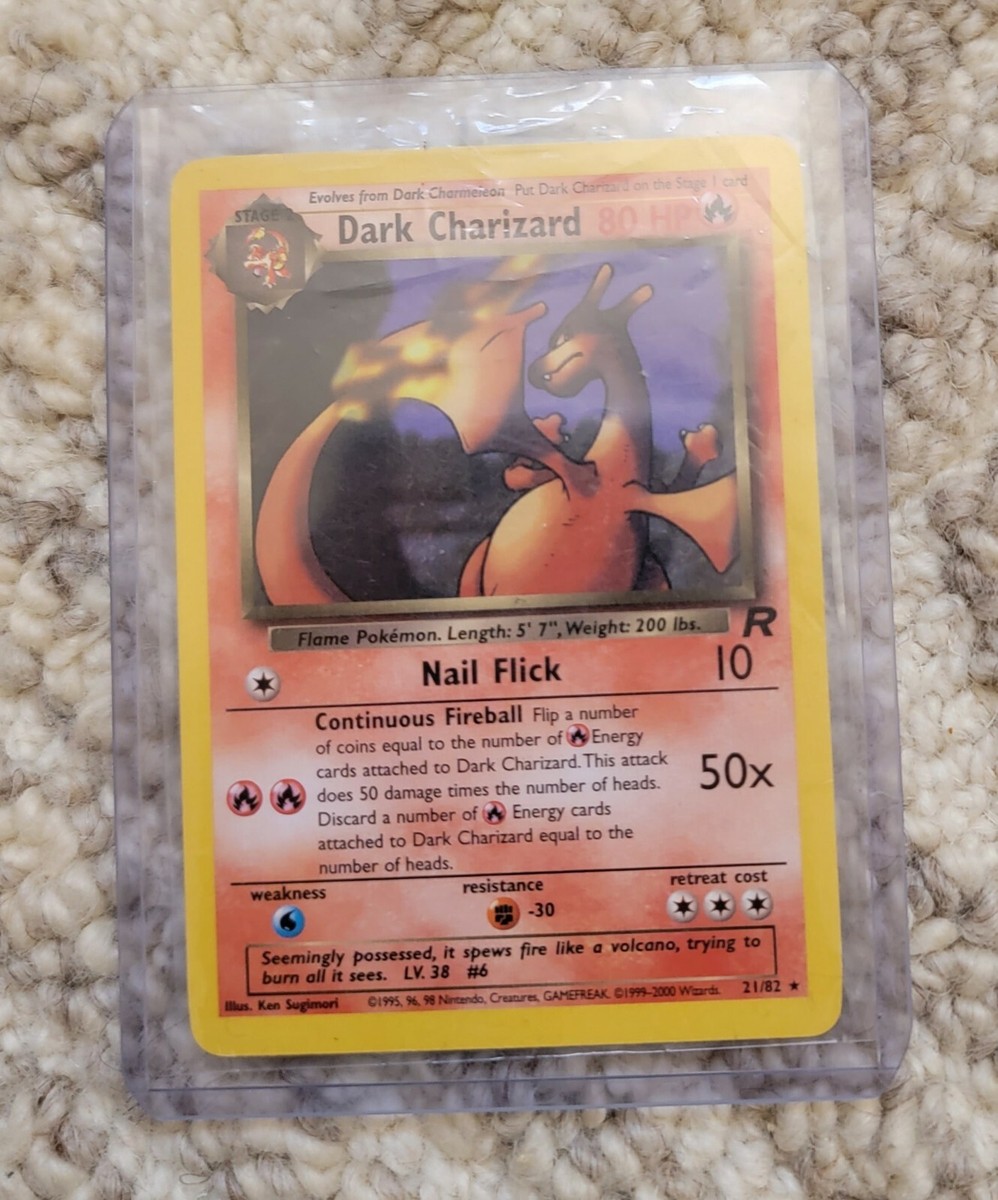 Evolves from Dark Charmeleon Put Dark Charizard on the Stage 1 card
STAGE
Dark Charizard 80 HP
Flame Pokémon. Length: 5' 7", Weight: 200 lbs.
R
Nail Flick 10
Continuous Fireball Flip a number
of coins equal to the number of Energy
cards attached to Dark Charizard. This attack
does 50 damage times the number of heads.
Discard a number of Energy cards
attached to Dark Charizard equal to the
number of heads.
50x
weakness resistance retreat cost
-30
Seemingly possessed, it spews fire like a volcano, trying to
burn all it sees. LV. 38 #6
Illus. Ken Sugimori ©1995, 96, 98 Nintendo, Creatures, GAMEFREAK. ©1999-2000 Wizards. 21/82 ★